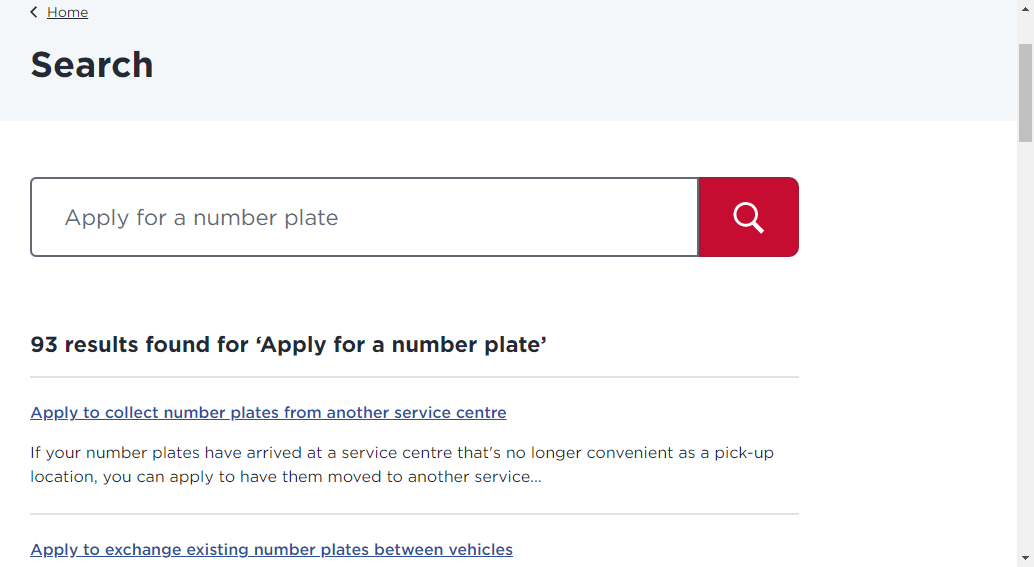 Home
Search
Apply for a number plate
93 results found for ‘Apply for a number plate’
Apply to collect number plates from another service centre
If your number plates have arrived at a service centre that's no longer convenient as a pick-up
location, you can apply to have them moved to another service...
Apply to exchange existing number plates between vehicles